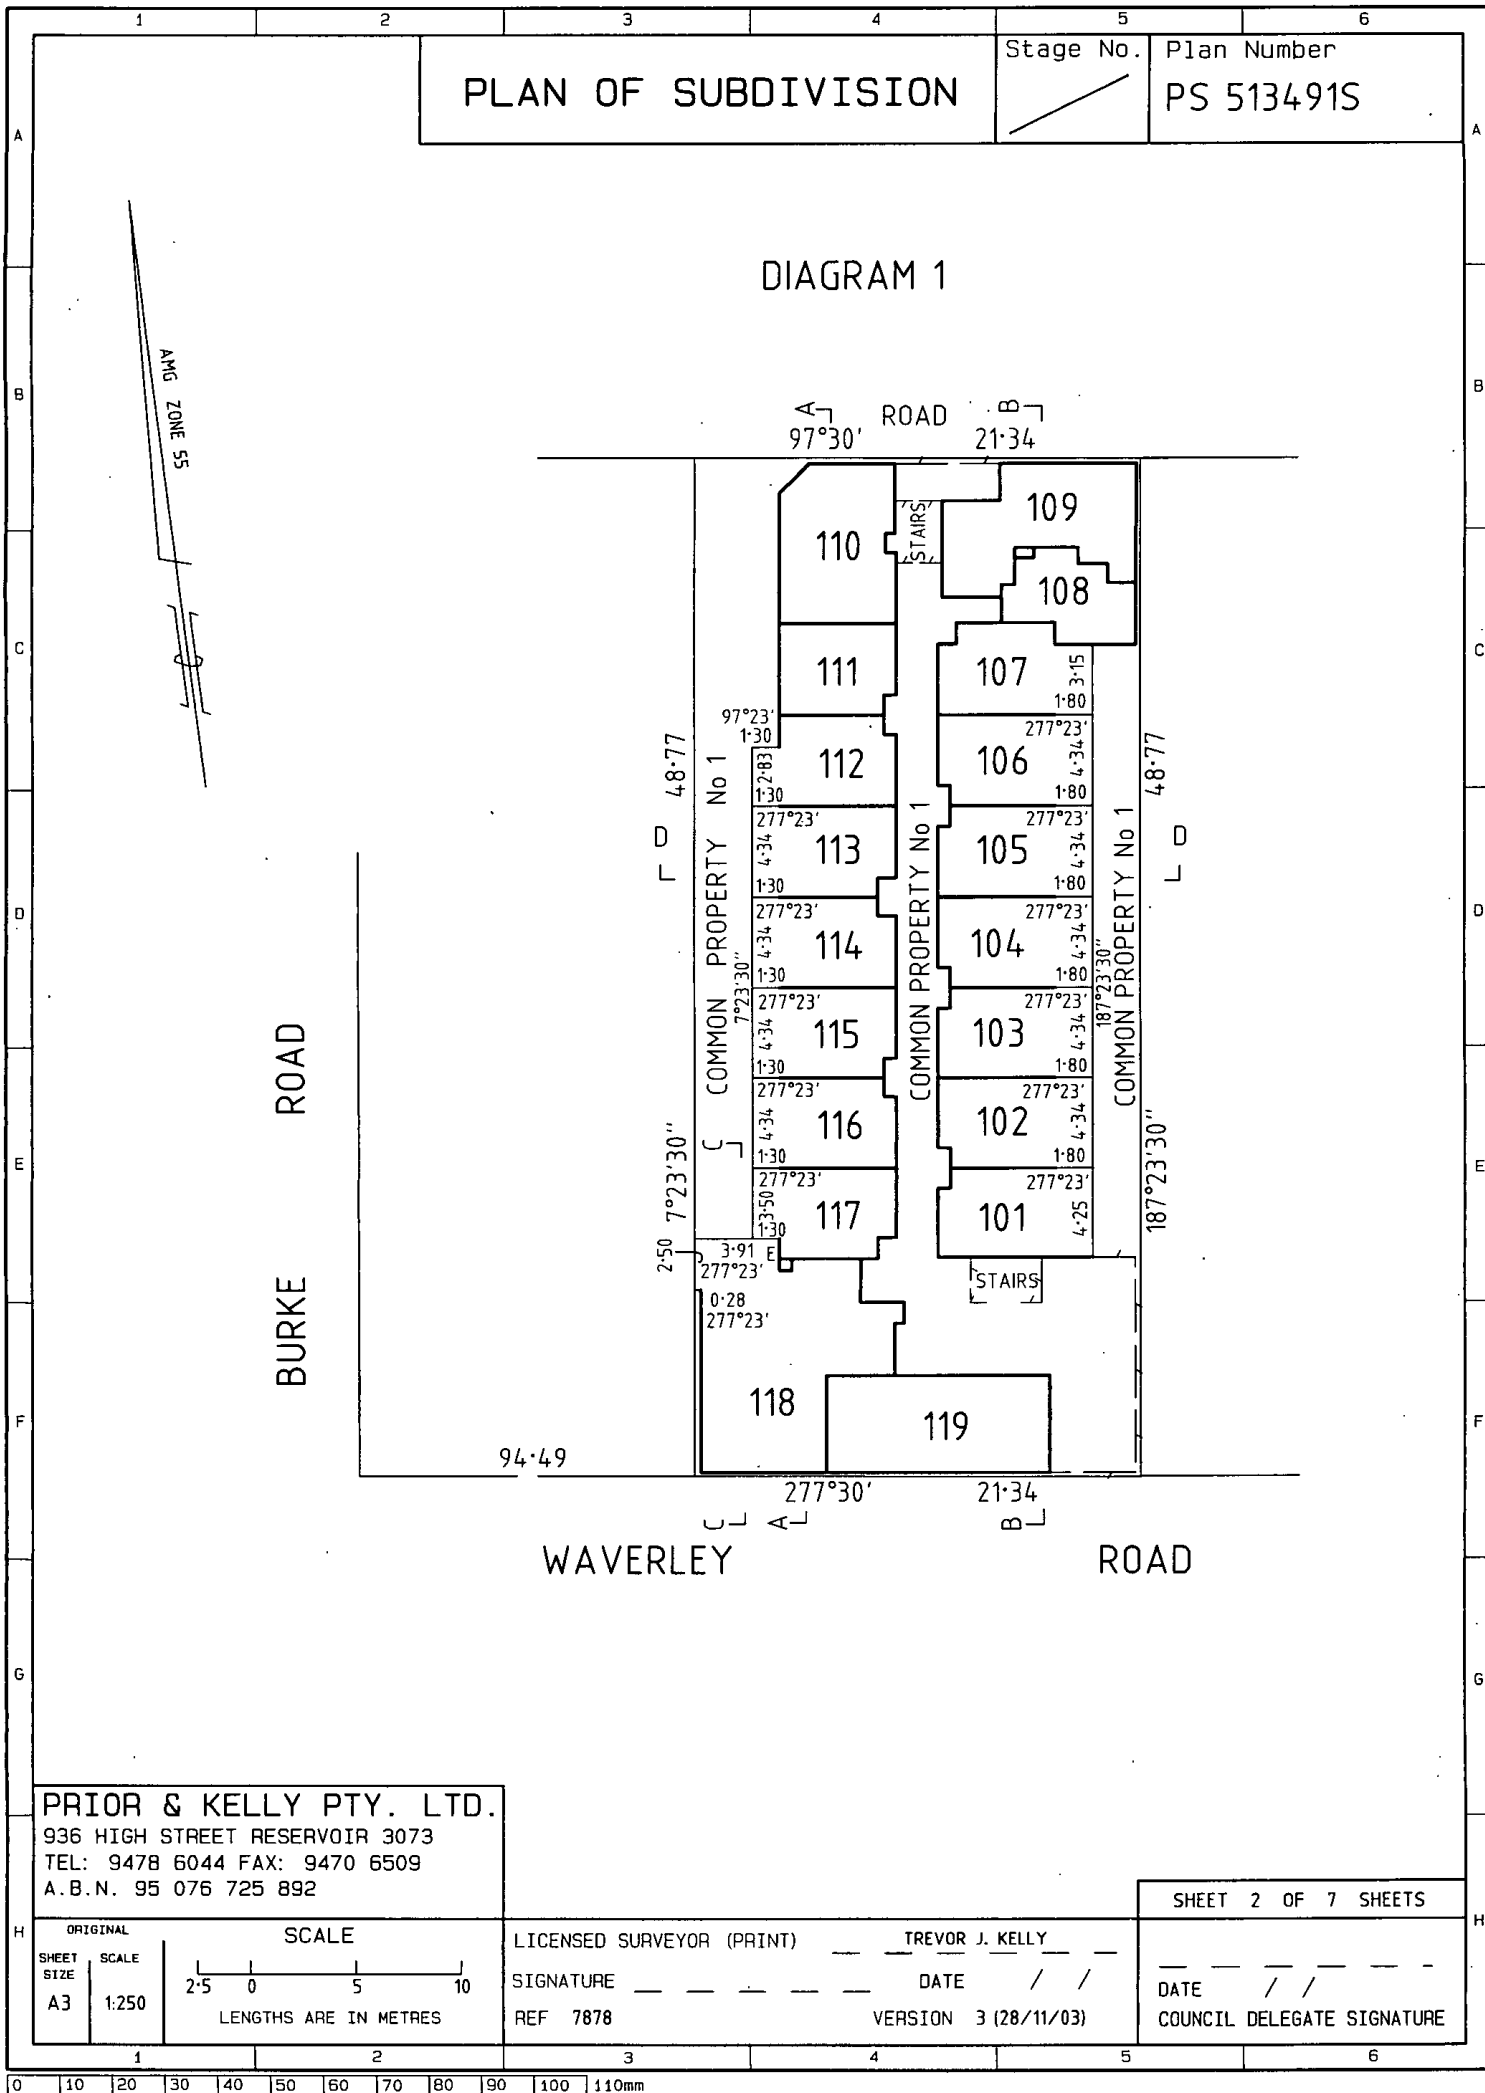 1 2 3 4 5 6
PLAN OF SUBDIVISION
Stage No.
Plan Number
PS 513491S
A A
DIAGRAM 1
AMG ZONE 55
B B
A ROAD B
97°30' 21·34
109
110
STAIRS
108
C C
111
107
3·15
1·80
97°23'
1·30
277°23'
48·77
2·83
112
106
4·34
48·77
1·30
1·80
277°23'
277°23'
D
4·34
113
105
4·34
D
1·30
1·80
277°23'
277°23'
D D
4·34
114
104
4·34
1·30
1·80
COMMON PROPERTY No 1
7°23'30"
COMMON PROPERTY No 1
187°23'30"
COMMON PROPERTY No 1
277°23'
277°23'
4·34
115
103
4·34
1·30
1·80
277°23'
277°23'
4·34
116
102
4·34
C
1·30
1·80
E E
7°23'30"
187°23'30"
277°23'
277°23'
3·50
117
101
4·25
1·30
2·50
3·91 E
277°23'
STAIRS
0·28
277°23'
BURKE ROAD
118
119
F F
94·49
277°30' 21·34
C A B
WAVERLEY ROAD
G G
PRIOR & KELLY PTY. LTD.
936 HIGH STREET RESERVOIR 3073
TEL: 9478 6044 FAX: 9470 6509
A.B.N. 95 076 725 892
SHEET 2 OF 7 SHEETS
H H
ORIGINAL
SHEET SIZE
A3
SCALE
1:250
SCALE
2·5 0 5 10
LENGTHS ARE IN METRES
LICENSED SURVEYOR (PRINT) TREVOR J. KELLY
SIGNATURE DATE / /
REF 7878 VERSION 3 (28/11/03)
DATE / /
COUNCIL DELEGATE SIGNATURE
1 2 3 4 5 6
0 10 20 30 40 50 60 70 80 90 100 110mm